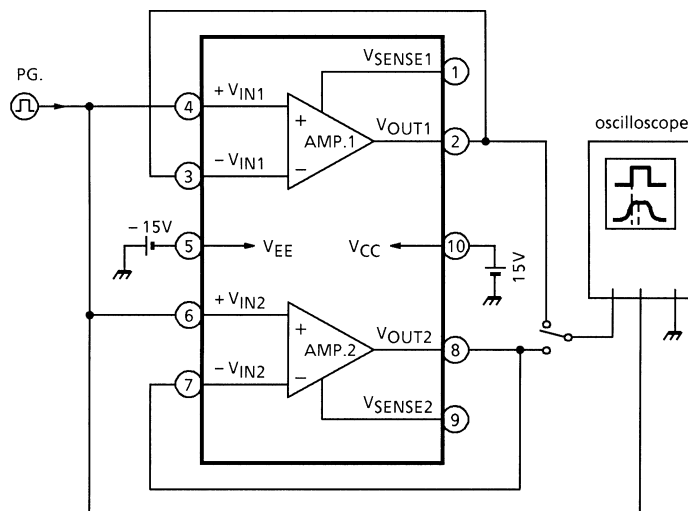 VSENSE1
1
PG.
+ VIN1
4
+
AMP.1
−
VOUT1
2
oscilloscope
− VIN1
3
− 15V
5
VEE
VCC
10
15V
+ VIN2
6
+
AMP.2
−
VOUT2
8
− VIN2
7
VSENSE2
9